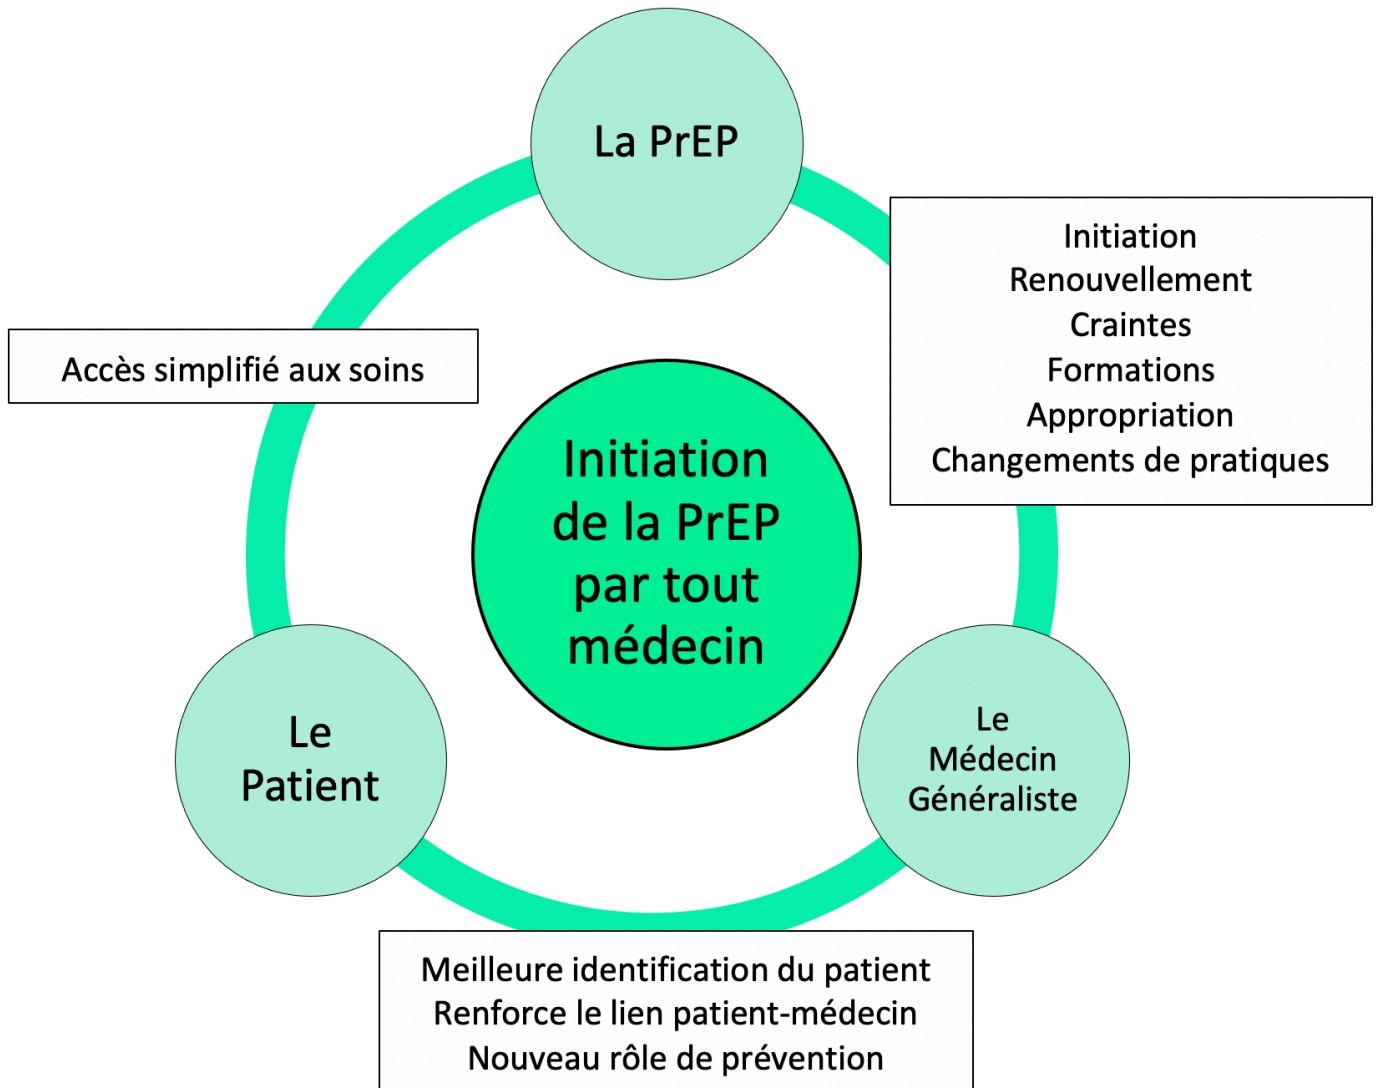 La PrEP
Initiation
Renouvellement
Craintes
Formations
Appropriation
Changements de pratiques
Accès simplifié aux soins
Initiation
de la PrEP
par tout
médecin
Le
Patient
Le
Médecin
Généraliste
Meilleure identification du patient
Renforce le lien patient-médecin
Nouveau rôle de prévention